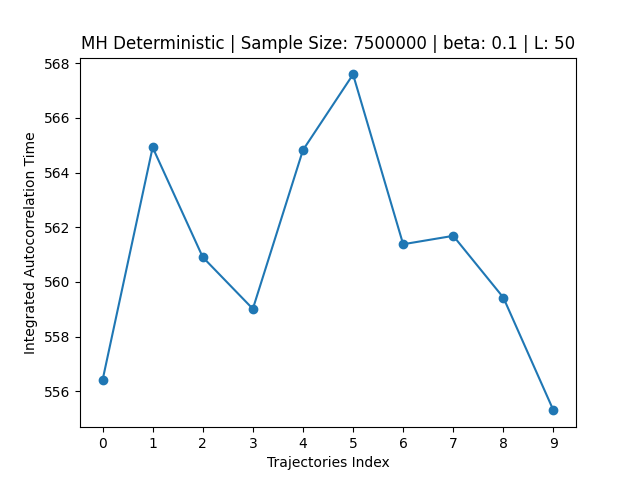 MH Deterministic | Sample Size: 7500000 | beta: 0.1 | L: 50
568
566
564
562
560
558
556
Integrated Autocorrelation Time
0 1 2 3 4 5 6 7 8 9
Trajectories Index